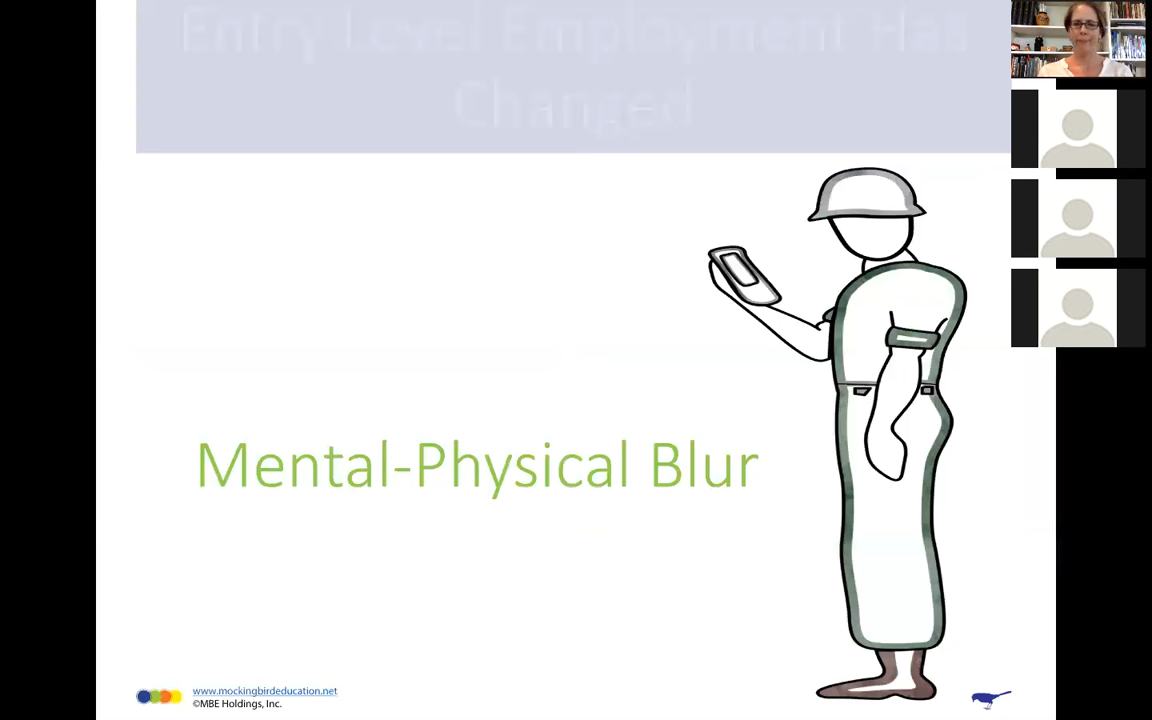 Entry Level Employment Has
Changed
Mental-Physical Blur
www.mockingbirdeducation.net
©MBE Holdings, Inc.